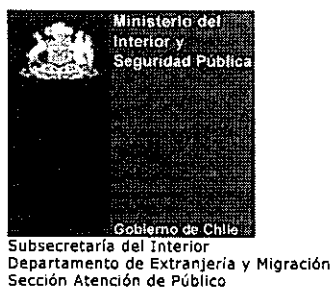 Ministerio del
Interior y
Seguridad Pública
Gobierno de Chile
Subsecretaría del Interior
Departamento de Extranjería y Migración
Sección Atención de Público